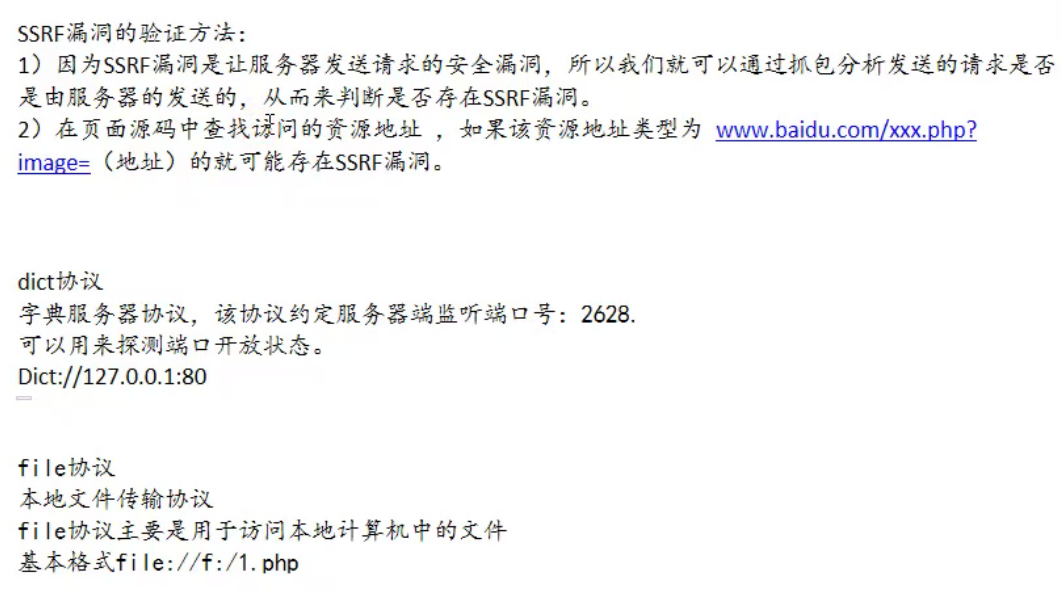 SSRF漏洞的验证方法：
1）因为SSRF漏洞是让服务器发送请求的安全漏洞，所以我们就可以通过抓包分析发送的请求是否
是由服务器的发送的，从而来判断是否存在SSRF漏洞。
2）在页面源码中查找访问的资源地址 ，如果该资源地址类型为 www.baidu.com/xxx.php?
image=（地址）的就可能存在SSRF漏洞。
dict协议
字典服务器协议，该协议约定服务器端监听端口号：2628.
可以用来探测端口开放状态。
Dict://127.0.0.1:80
file协议
本地文件传输协议
file协议主要是用于访问本地计算机中的文件
基本格式file://f:/1.php